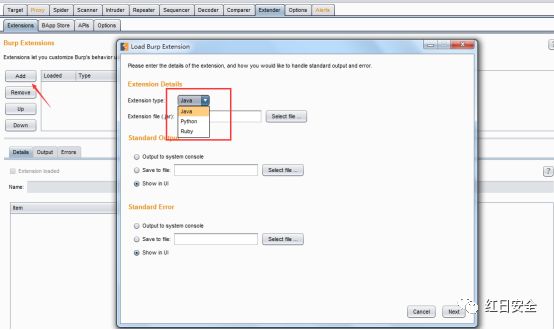 Target Proxy Spider Scanner Intruder Repeater Sequencer Decoder Comparer Extender Options Alerts
Extensions BApp Store APIs Options
Burp Extensions
Extensions let you customize Burp's behavior u
Add Loaded Type
Remove
Up
Down
Details Output Errors
Extension loaded
Name:
Item
Load Burp Extension
Please enter the details of the extension, and how you would like to handle standard output and error.
Extension Details
Extension type: Java
Java
Python
Ruby
Extension file (.jar): Select file ...
Standard Output
Output to system console
Save to file: Select file ...
Show in UI
Standard Error
Output to system console
Save to file: Select file ...
Show in UI
Cancel Next
红日安全